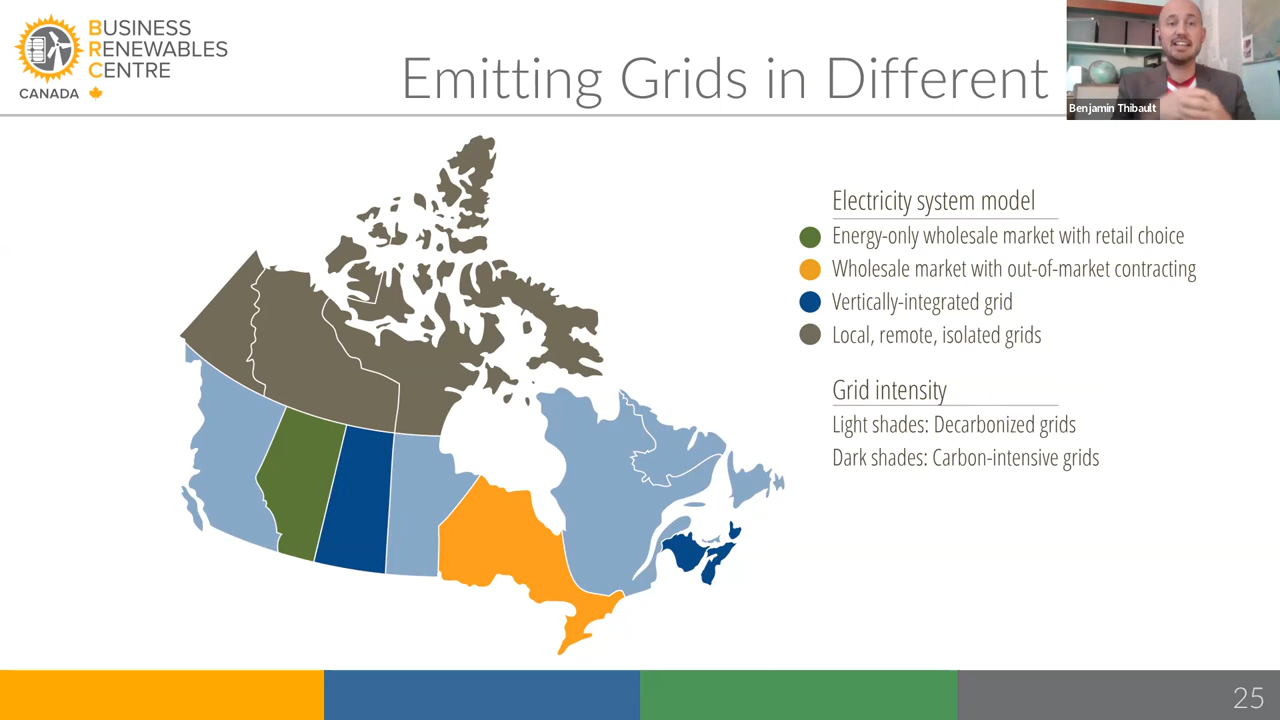 BUSINESS
RENEWABLES
CENTRE
CANADA
Emitting Grids in Different
Benjamin Thibault
Electricity system model
Energy-only wholesale market with retail choice
Wholesale market with out-of-market contracting
Vertically-integrated grid
Local, remote, isolated grids
Grid intensity
Light shades: Decarbonized grids
Dark shades: Carbon-intensive grids
25